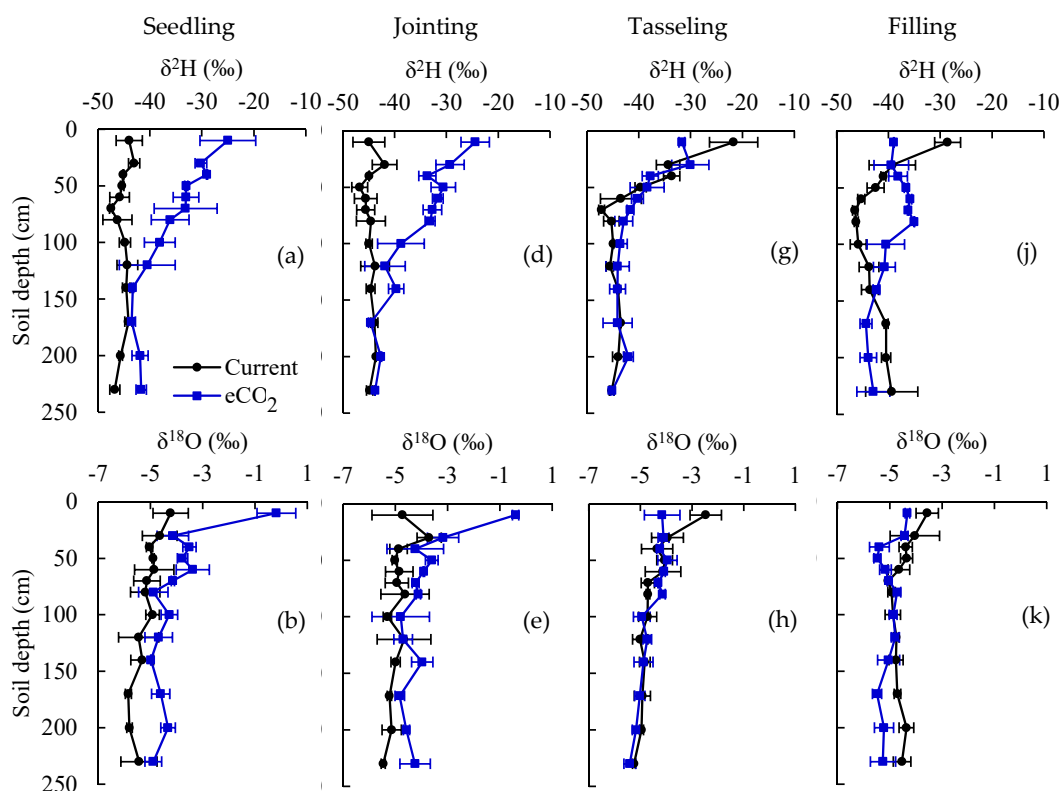 Seedling Jointing Tasseling Filling
δ²H (‰) δ²H (‰) δ²H (‰) δ²H (‰)
-50 -40 -30 -20 -10 -50 -40 -30 -20 -10 -50 -40 -30 -20 -10 -50 -40 -30 -20 -10
0
50
100
150
200
250
Soil depth (cm)
(a) (d) (g) (j)
Current
eCO₂
δ¹⁸O (‰) δ¹⁸O (‰) δ¹⁸O (‰) δ¹⁸O (‰)
-7 -5 -3 -1 1 -7 -5 -3 -1 1 -7 -5 -3 -1 1 -7 -5 -3 -1 1
0
50
100
150
200
250
Soil depth (cm)
(b) (e) (h) (k)